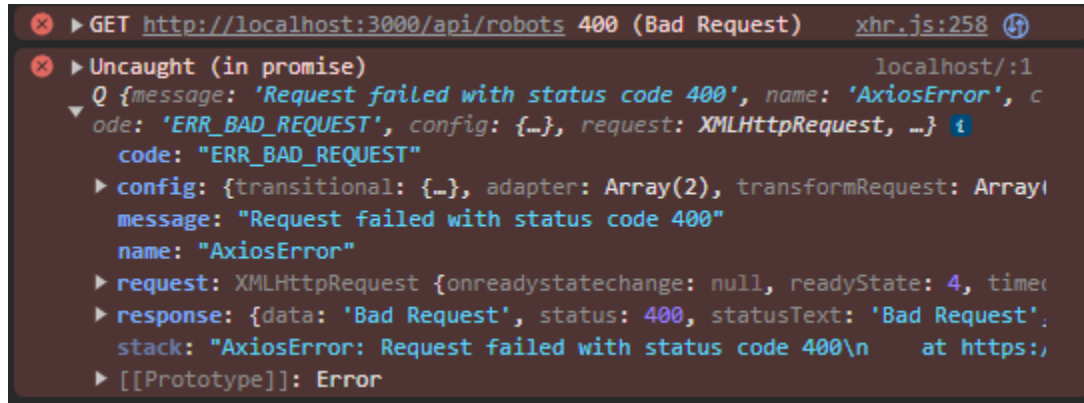 GET http://localhost:3000/api/robots 400 (Bad Request) xhr.js:258
Uncaught (in promise) localhost/:1
Q {message: 'Request failed with status code 400', name: 'AxiosError', c
ode: 'ERR_BAD_REQUEST', config: {…}, request: XMLHttpRequest, …} i
code: "ERR_BAD_REQUEST"
config: {transitional: {…}, adapter: Array(2), transformRequest: Array(
message: "Request failed with status code 400"
name: "AxiosError"
request: XMLHttpRequest {onreadystatechange: null, readyState: 4, timeo
response: {data: 'Bad Request', status: 400, statusText: 'Bad Request',
stack: "AxiosError: Request failed with status code 400\n    at https:/
[[Prototype]]: Error